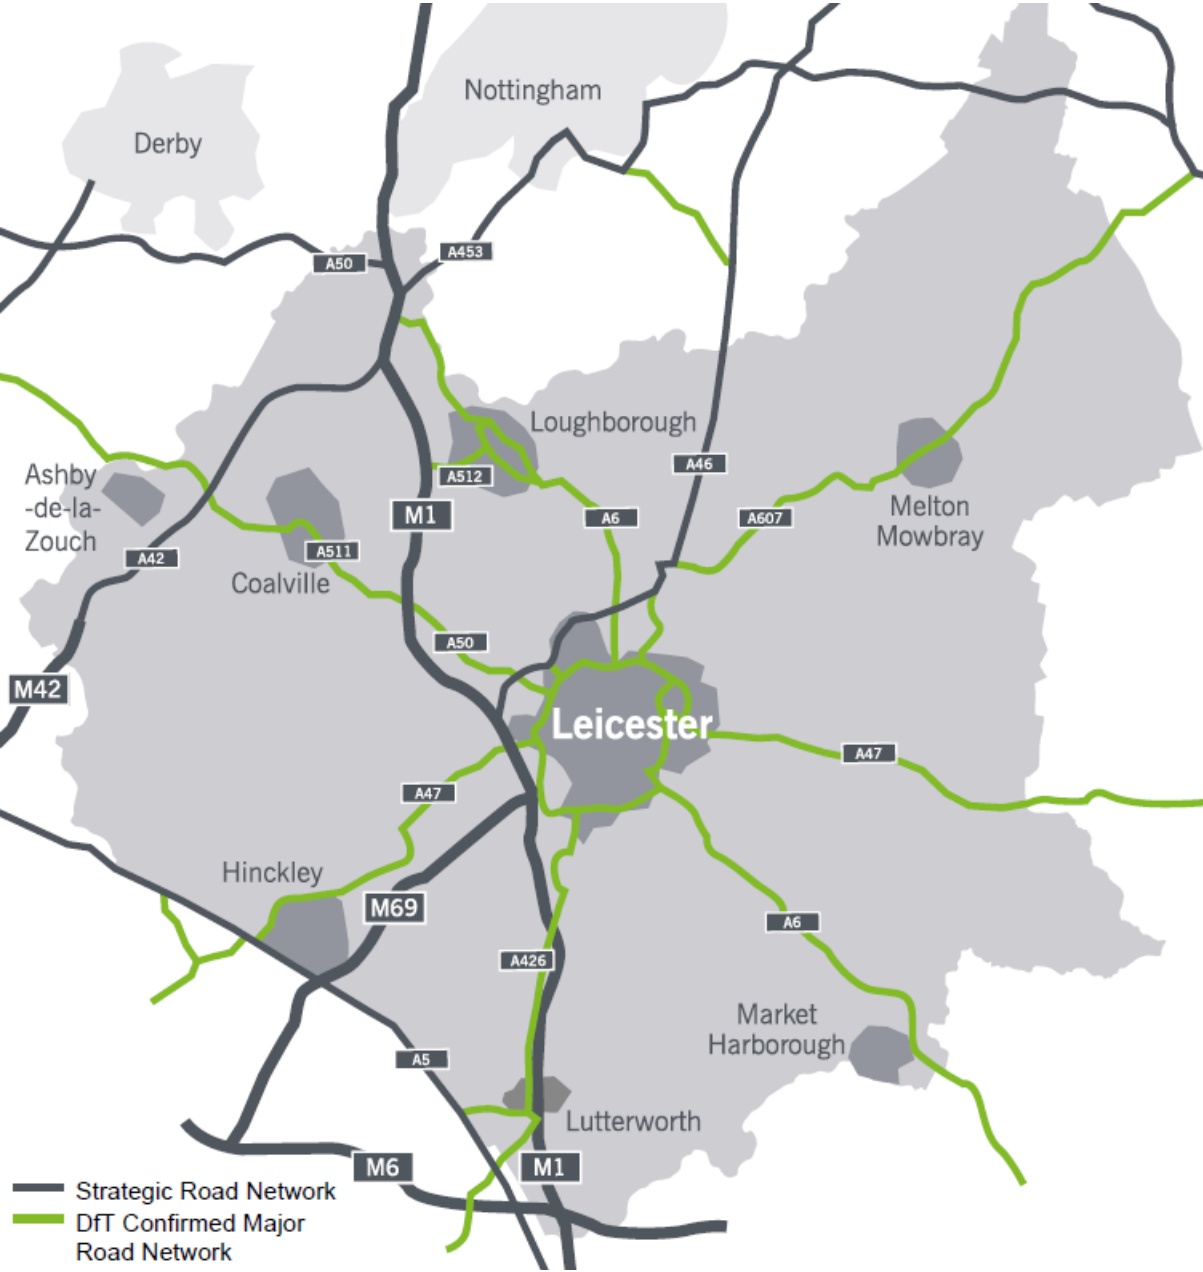 Nottingham
Derby
A453
A50
Loughborough
Ashby
-de-la-
Zouch
A512
A46
M1
A6
A607
Melton
Mowbray
A42
A511
Coalville
A50
M42
Leicester
A47
A47
Hinckley
M69
A6
A426
Market
Harborough
A5
Lutterworth
M6
M1
Strategic Road Network
DfT Confirmed Major
Road Network